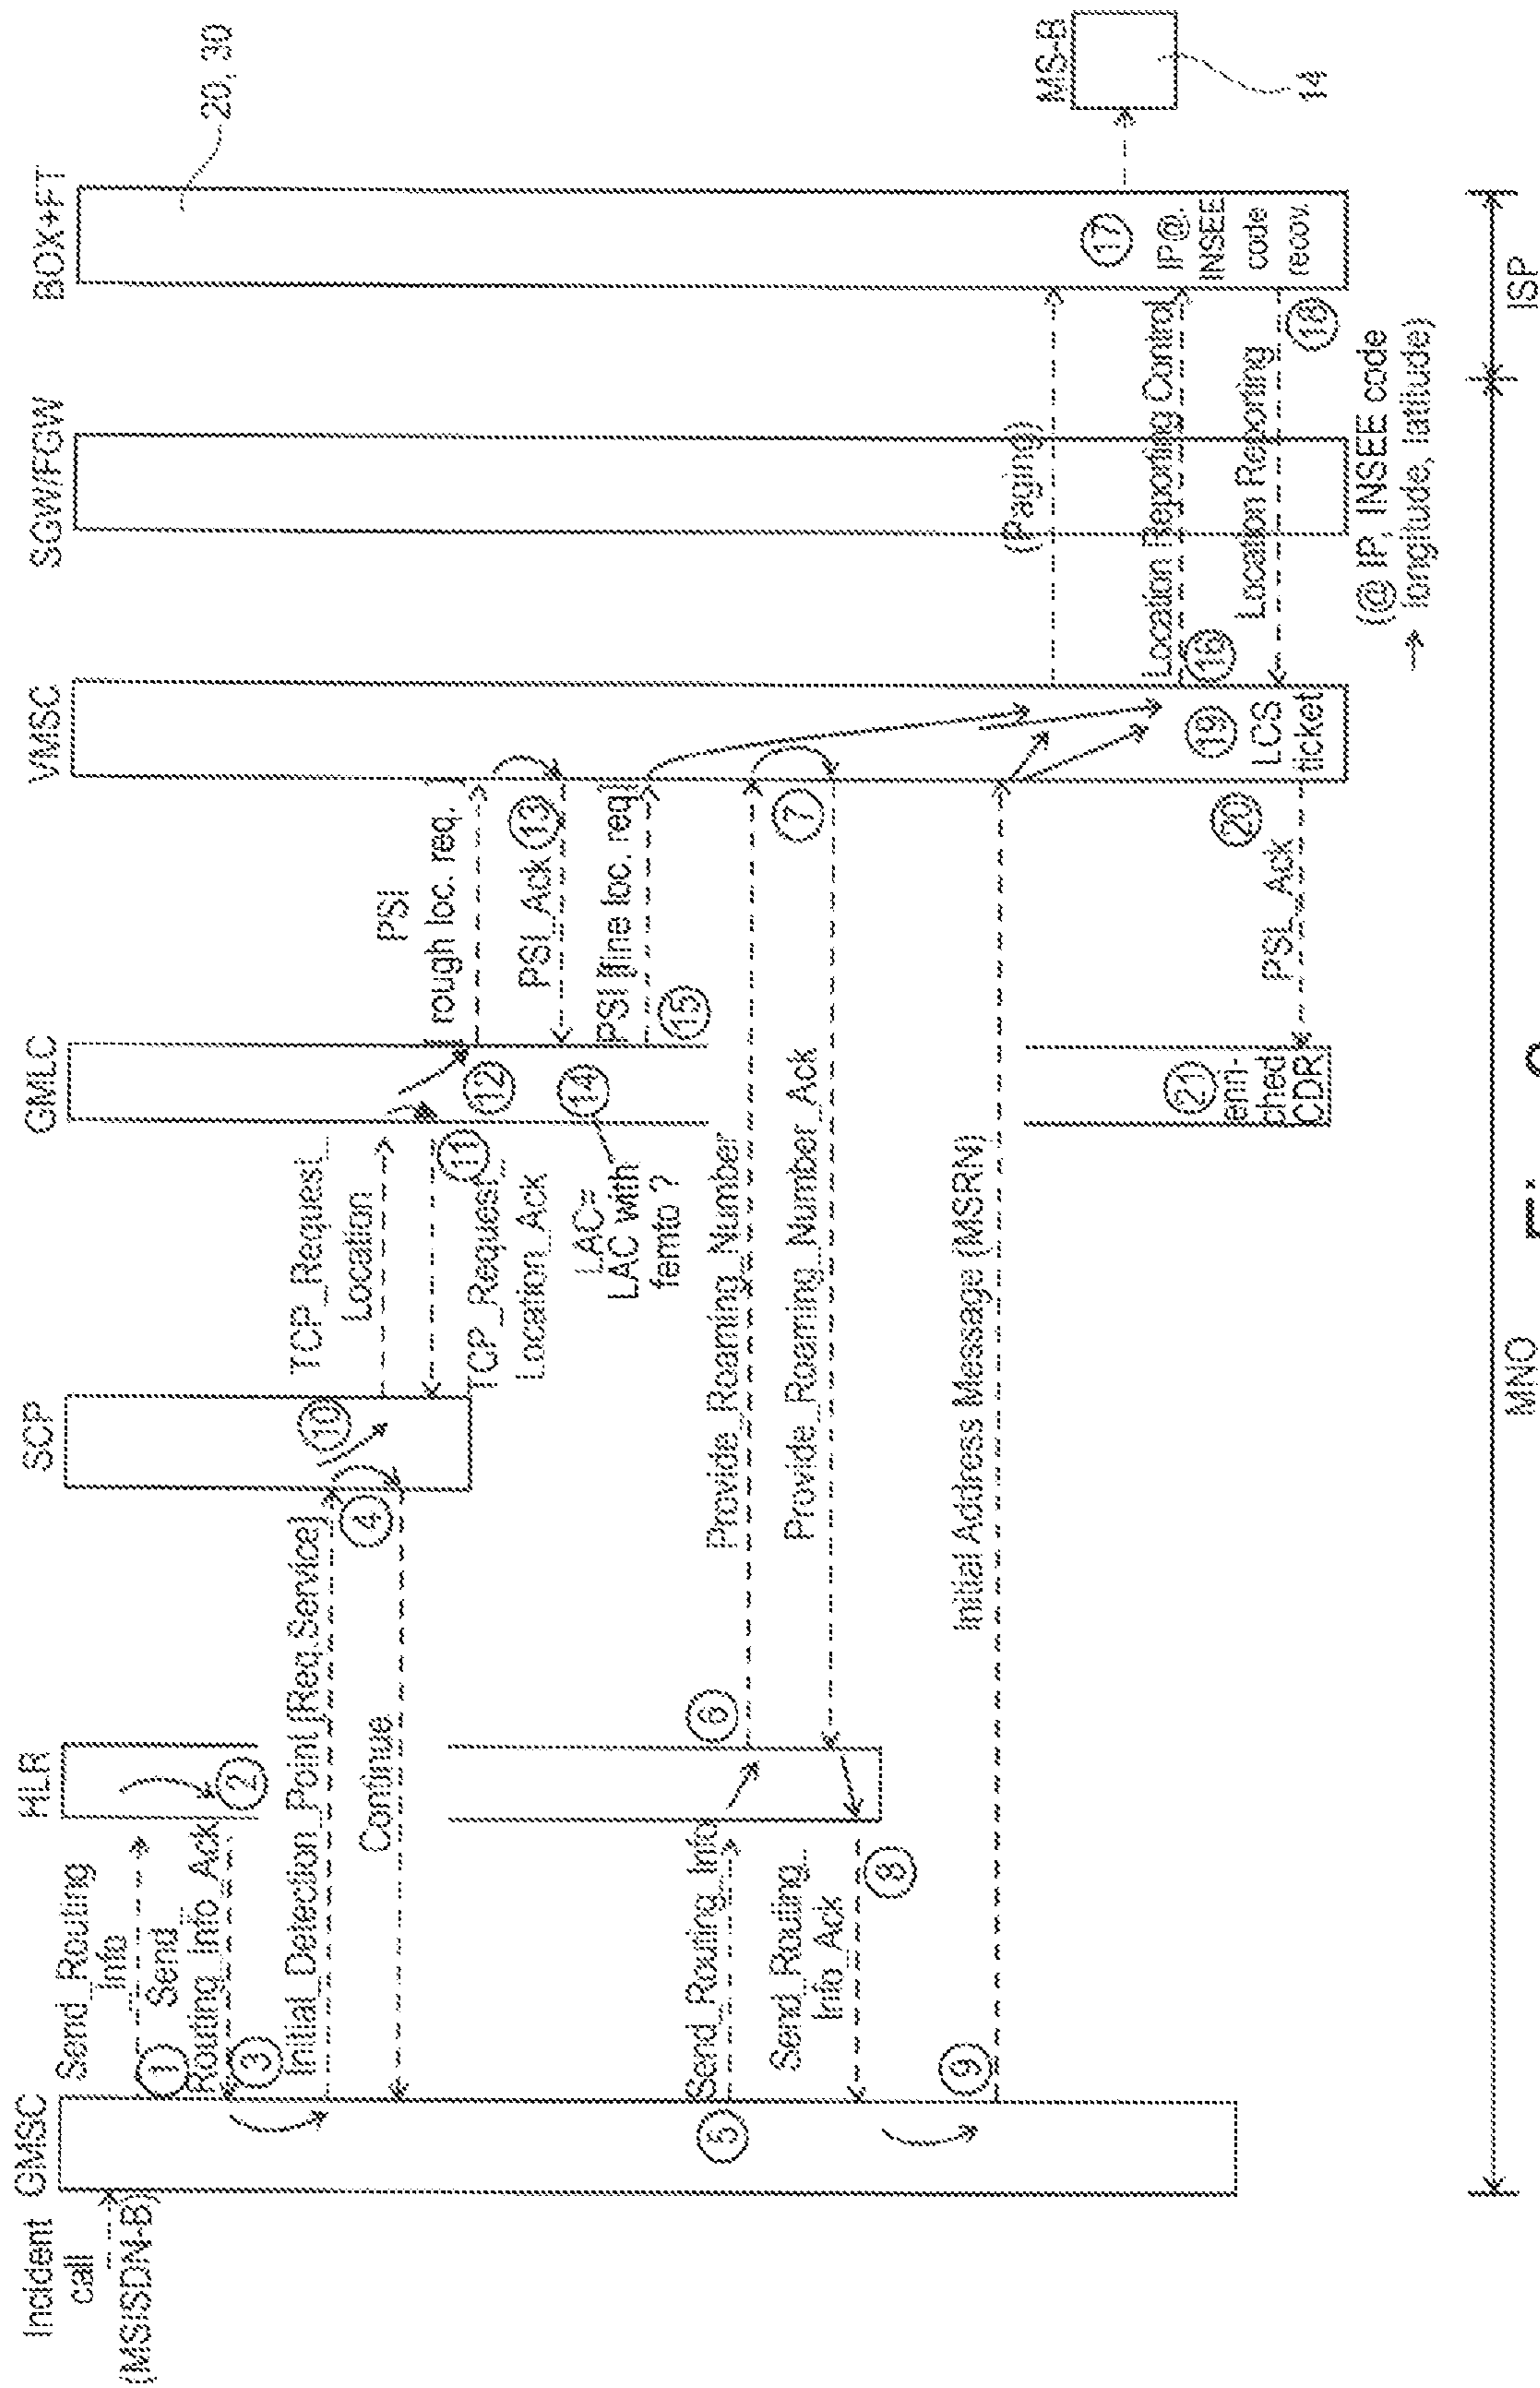 Incident
call
(MSISDN-B)
GMSC
HLR
SCP
GMLC
VMSC
SGW/FGW
BOX+FT
20, 30
Send_Routing_
Info
1
Send_
Routing_Info_Ack
2
3
Initial_Detection_Point [Req.Service]
10
4
Continue
TCP_Request_
Location
11
TCP_Request_
Location_Ack
PSI
[ rough loc. req.
12
13
PSI_Ack
14
LAC=
LAC with
femto ?
PSI [fine loc. req]
15
5
Send_Routing_Info
6
Provide_Roaming_Number
7
Provide_Roaming_Number_Ack
Send_Routing_
Info_Ack
8
9
Initial Address Message (MSRN)
(Paging)
MS-B
14
17
IP@.
INSEE
code
recov.
Location Reporting Control
16
Location Reporting
18
19
LCS
ticket
20
PSL_Ack
21
enri-
ched
CDR
(@ IP, INSEE code
longitude, latitude)
MNO
ISP